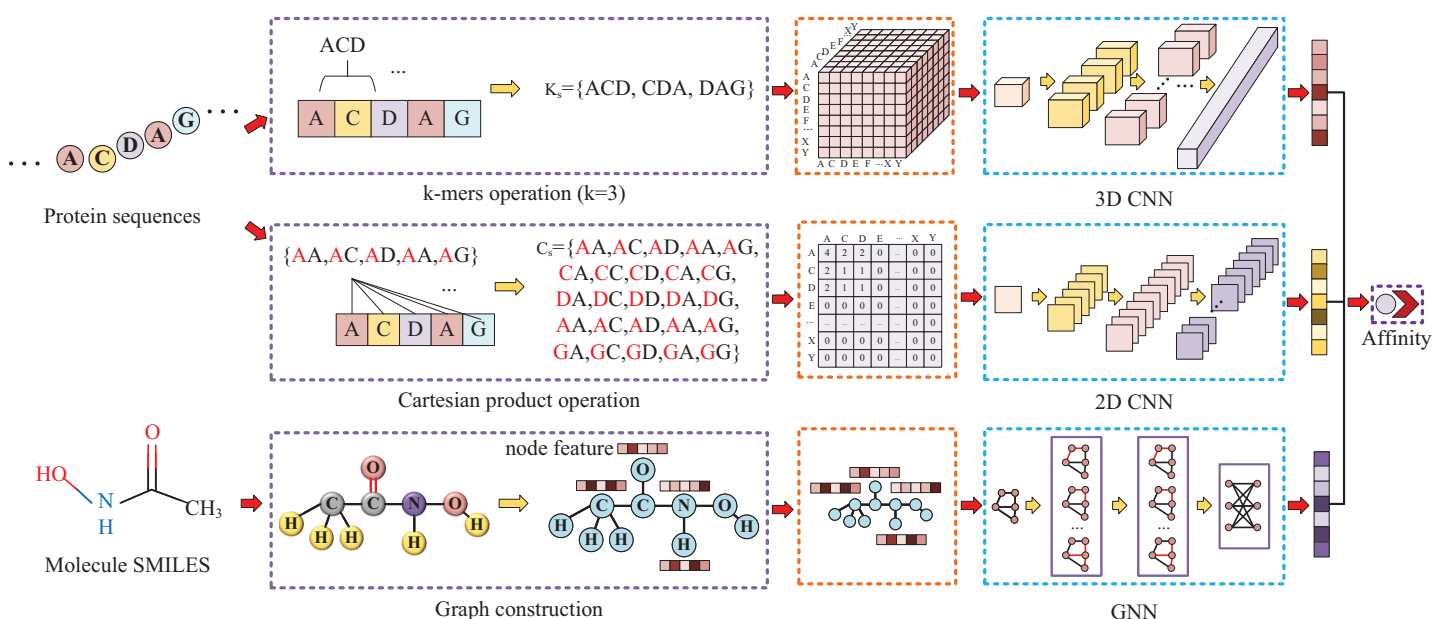 ACD
...
A C D A G
K_s={ACD, CDA, DAG}
k-mers operation (k=3)
... A C D A G ...
Protein sequences
A C D E F ... X Y
A
C
D
E
F
...
X
Y
A C D E F ...X Y
3D CNN
{AA,AC,AD,AA,AG}
...
A C D A G
C_s={AA,AC,AD,AA,AG,
CA,CC,CD,CA,CG,
DA,DC,DD,DA,DG,
AA,AC,AD,AA,AG,
GA,GC,GD,GA,GG}
Cartesian product operation
A C D E ... X Y
A 4 2 2 0 ... 0 0
C 2 1 1 0 ... 0 0
D 2 1 1 0 ... 0 0
E 0 0 0 0 ... 0 0
... ... ... ... ... ... ... ...
X 0 0 0 0 ... 0 0
Y 0 0 0 0 ... 0 0
2D CNN
Affinity
O
HO
N
H
CH3
Molecule SMILES
O
H C C N O
H H H H
node feature
O
C C N O
H H H H H
Graph construction
...
...
GNN